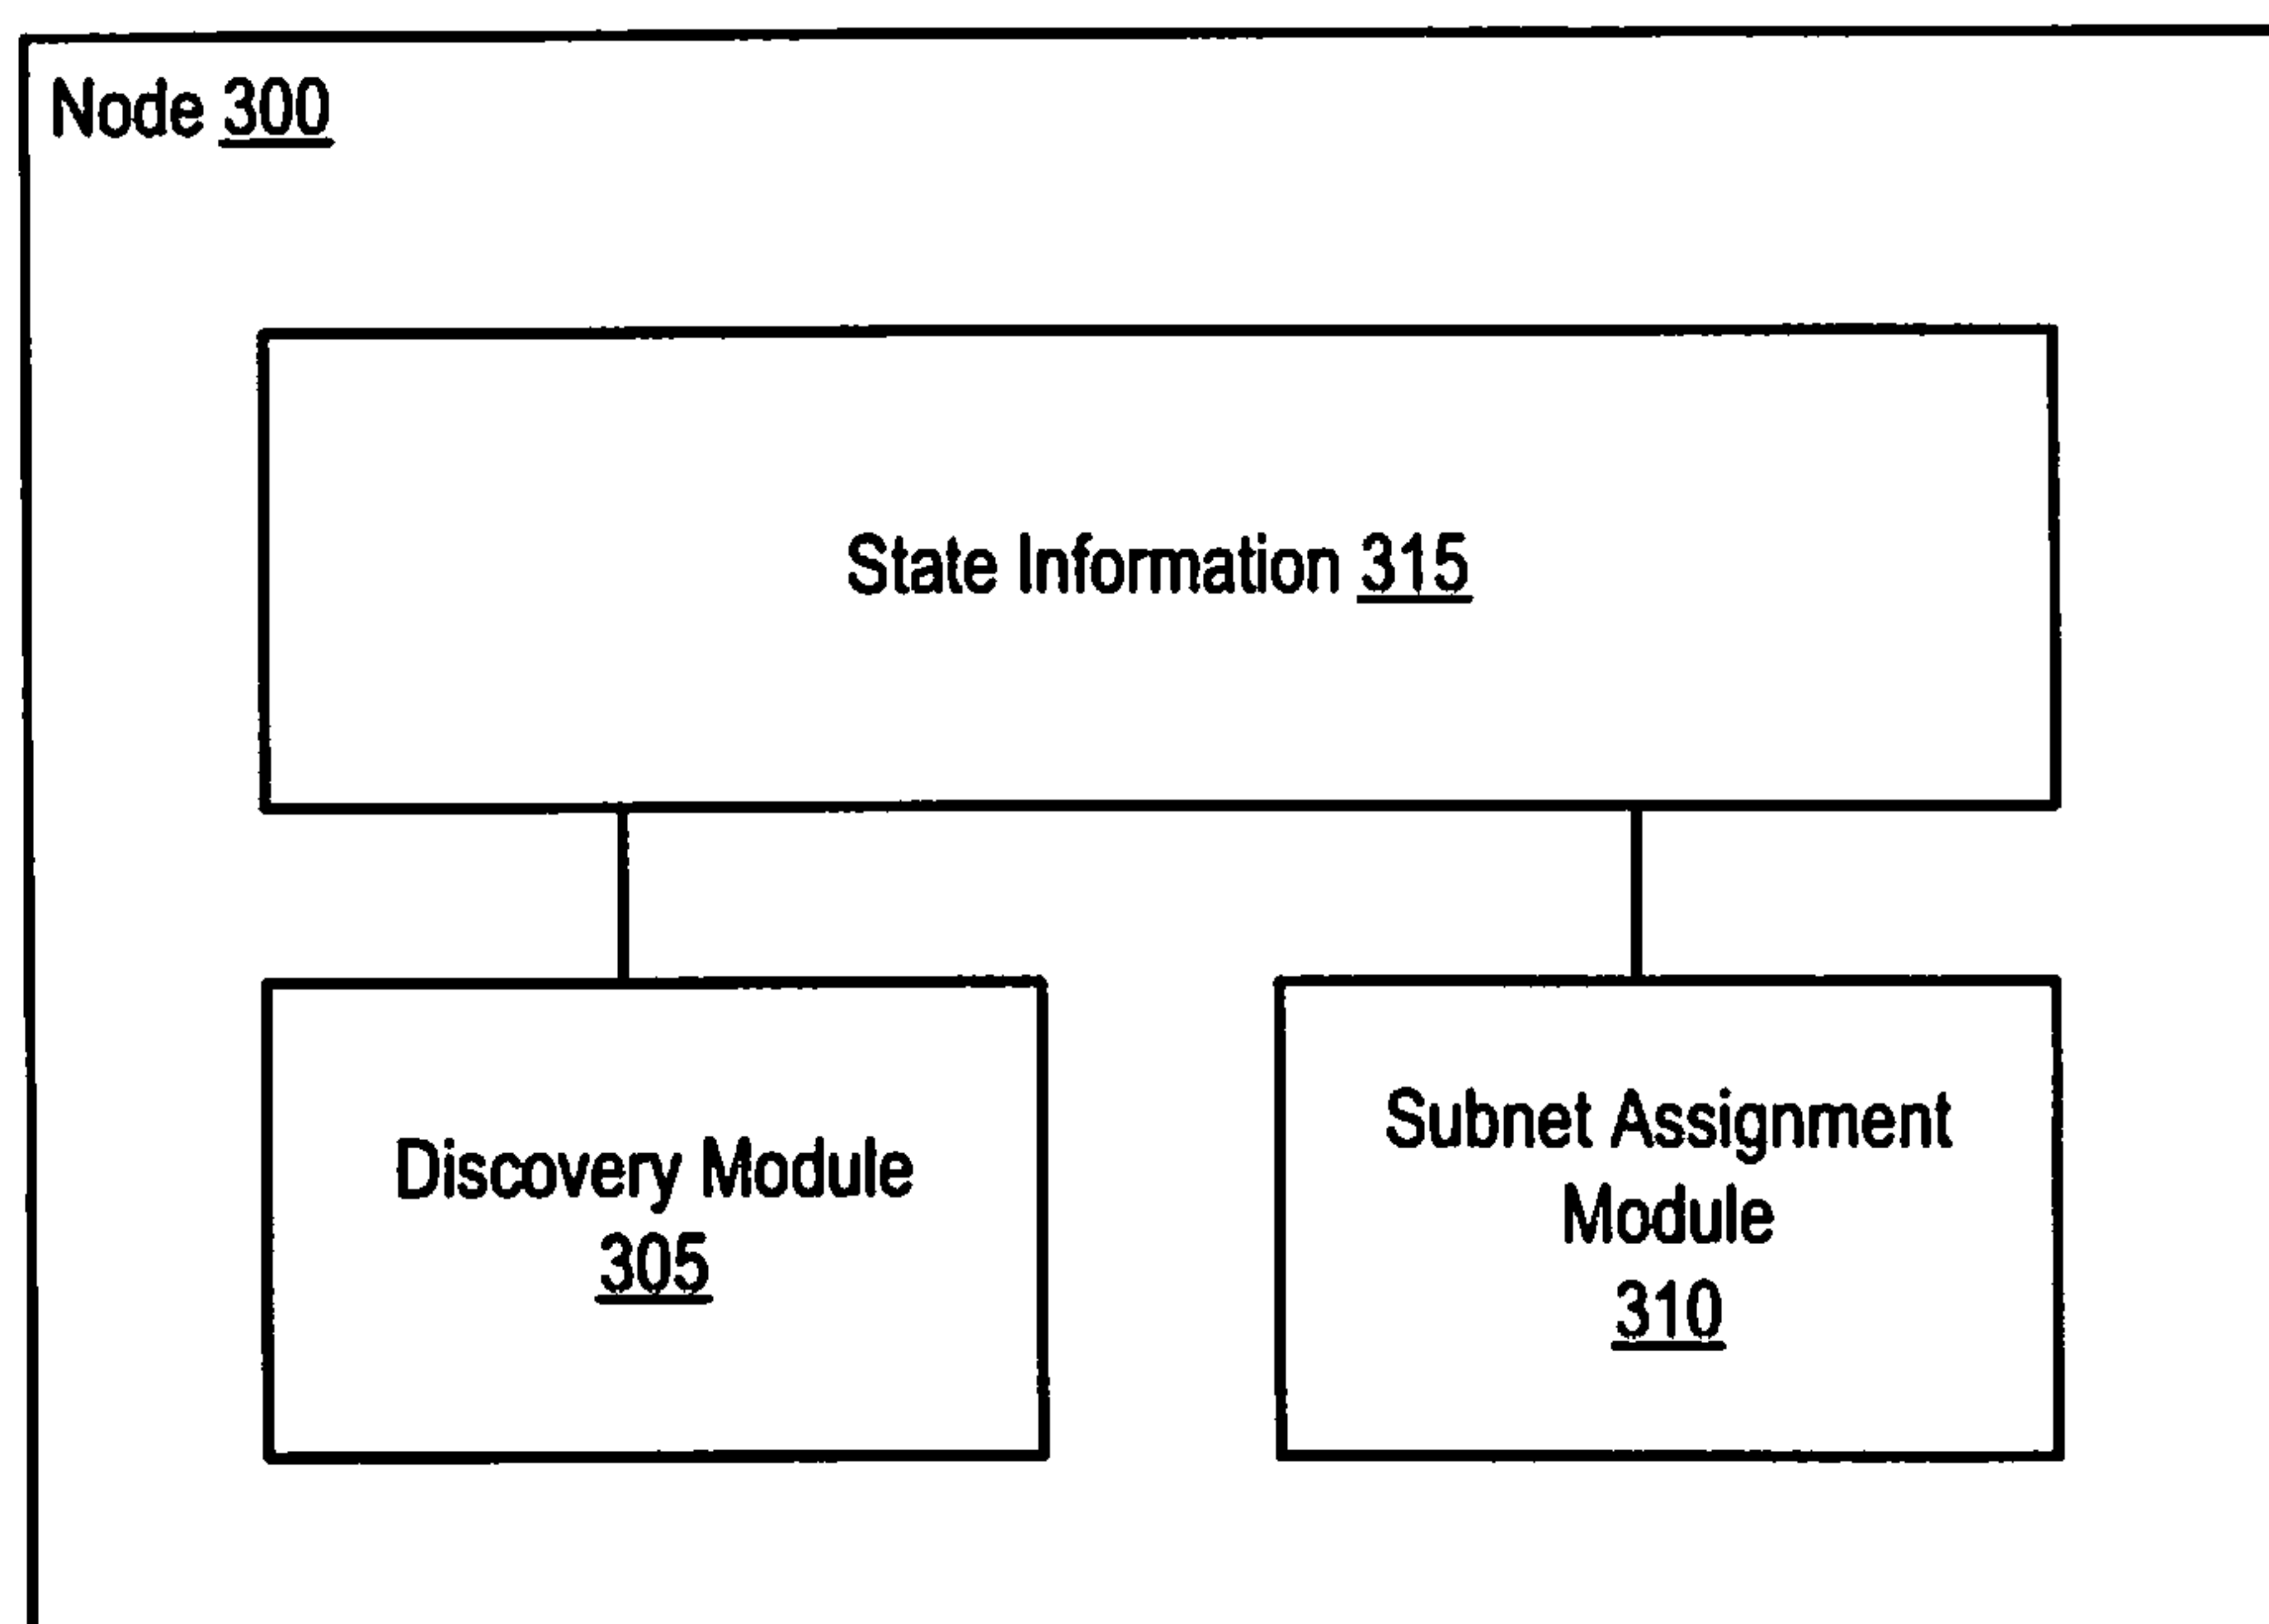 Node 300
State Information 315
Discovery Module
305
Subnet Assignment
Module
310